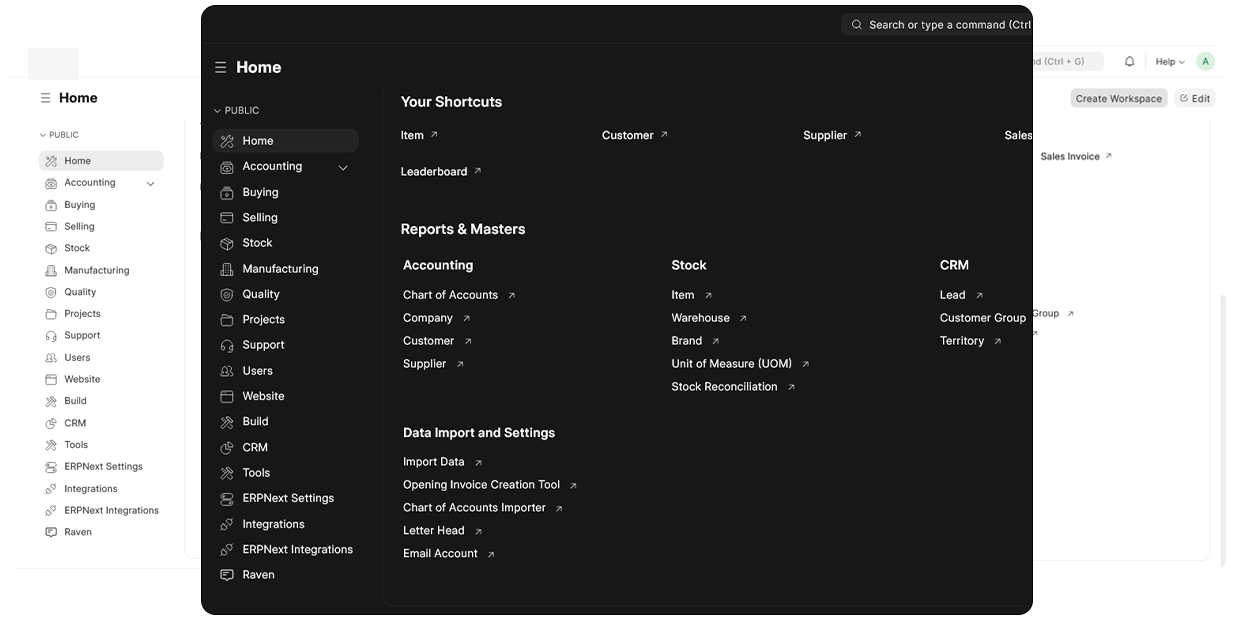 Search or type a command (Ctrl
Home
PUBLIC
Home
Accounting
Buying
Selling
Stock
Manufacturing
Quality
Projects
Support
Users
Website
Build
CRM
Tools
ERPNext Settings
Integrations
ERPNext Integrations
Raven
Your Shortcuts
Item
Customer
Supplier
Sales
Leaderboard
Reports & Masters
Accounting
Chart of Accounts
Company
Customer
Supplier
Stock
Item
Warehouse
Brand
Unit of Measure (UOM)
Stock Reconciliation
CRM
Lead
Customer Group
Territory
Data Import and Settings
Import Data
Opening Invoice Creation Tool
Chart of Accounts Importer
Letter Head
Email Account
Home
PUBLIC
Home
Accounting
Buying
Selling
Stock
Manufacturing
Quality
Projects
Support
Users
Website
Build
CRM
Tools
ERPNext Settings
Integrations
ERPNext Integrations
Raven
nd (Ctrl + G)
Help
A
Create Workspace
Edit
Sales Invoice
Group